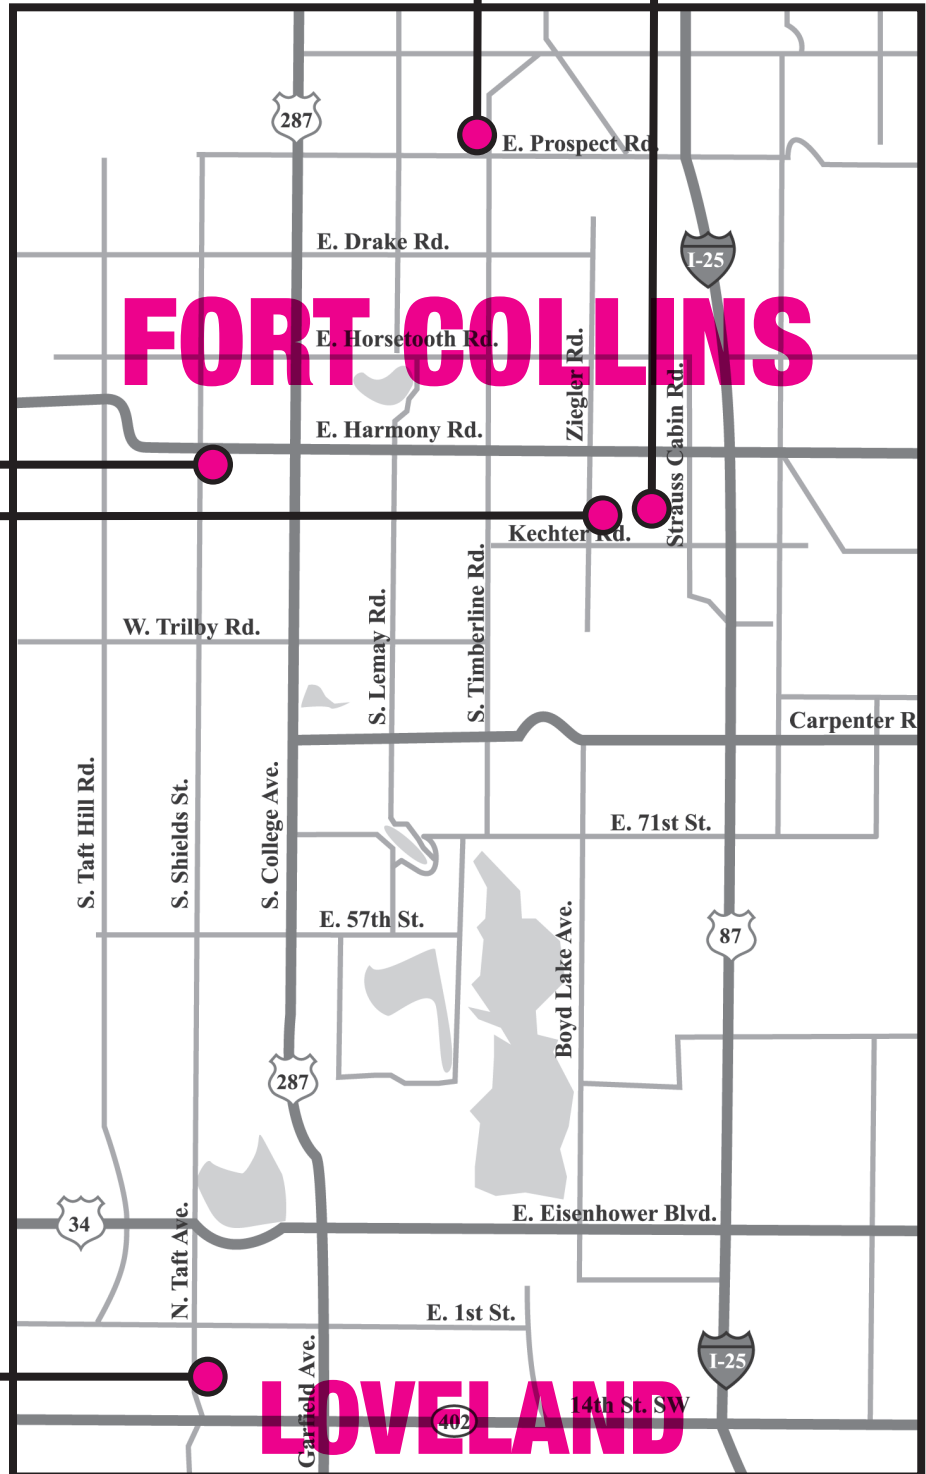 287
E. Prospect Rd.
E. Drake Rd.
I-25
FORT COLLINS
E. Horsetooth Rd.
Ziegler Rd.
Strauss Cabin Rd.
E. Harmony Rd.
Kechter Rd.
W. Trilby Rd.
S. Lemay Rd.
S. Timberline Rd.
Carpenter R
S. Taft Hill Rd.
S. Shields St.
S. College Ave.
E. 71st St.
E. 57th St.
Boyd Lake Ave.
87
287
34
N. Taft Ave.
E. Eisenhower Blvd.
E. 1st St.
Garfield Ave.
I-25
LOVELAND
402
14th St. SW